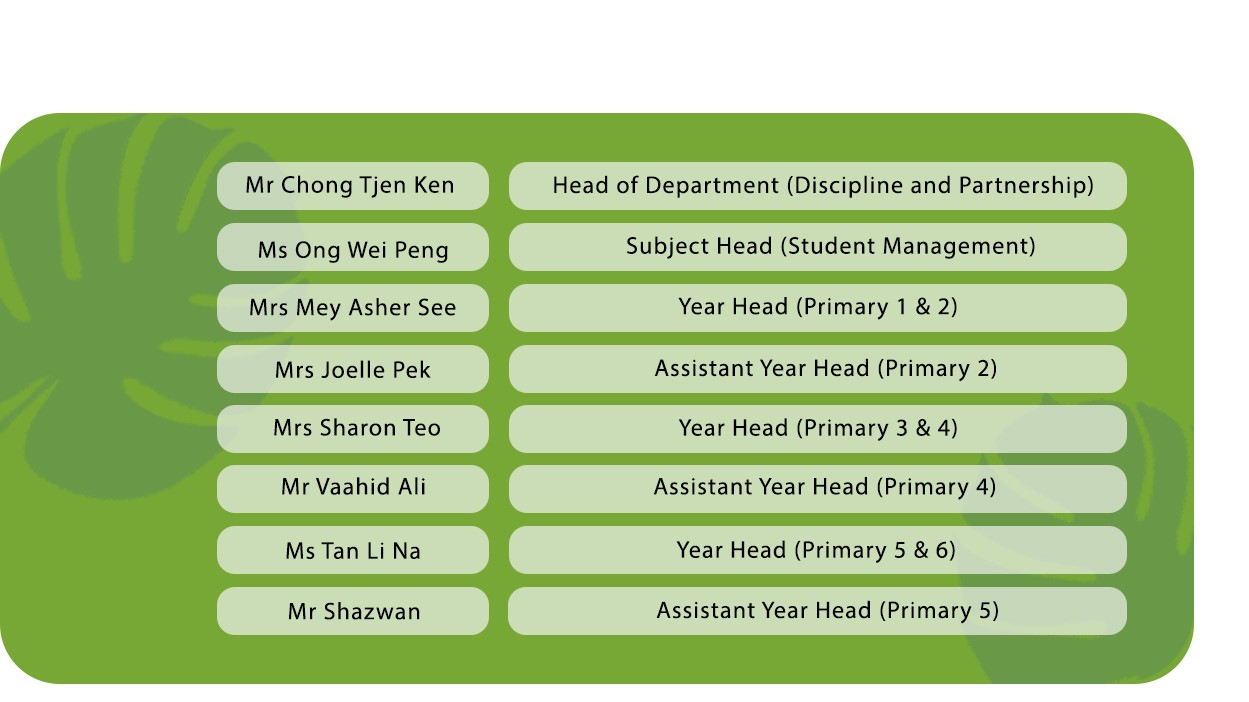 Mr Chong Tjen Ken Head of Department (Discipline and Partnership)
Ms Ong Wei Peng Subject Head (Student Management)
Mrs Mey Asher See Year Head (Primary 1 & 2)
Mrs Joelle Pek Assistant Year Head (Primary 2)
Mrs Sharon Teo Year Head (Primary 3 & 4)
Mr Vaahid Ali Assistant Year Head (Primary 4)
Ms Tan Li Na Year Head (Primary 5 & 6)
Mr Shazwan Assistant Year Head (Primary 5)